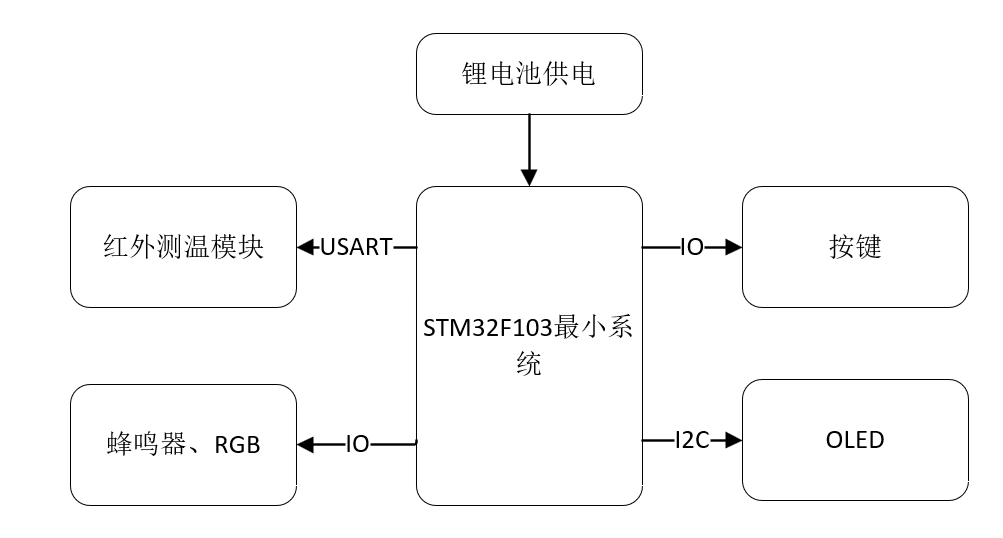 锂电池供电
红外测温模块
USART
IO
按键
STM32F103最小系
统
蜂鸣器、RGB
IO
I2C
OLED